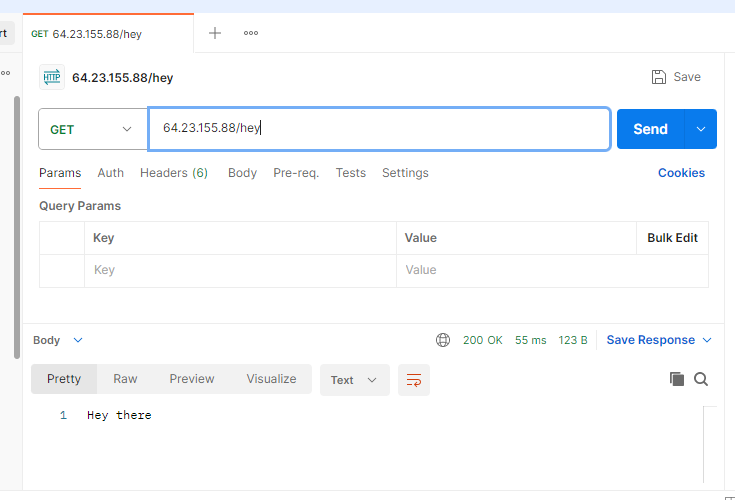 rt
GET 64.23.155.88/hey
HTTP 64.23.155.88/hey Save
GET 64.23.155.88/hey Send
Params Auth Headers (6) Body Pre-req. Tests Settings Cookies
Query Params
Key Value Bulk Edit
Key Value
Body 200 OK 55 ms 123 B Save Response
Pretty Raw Preview Visualize Text
1 Hey there